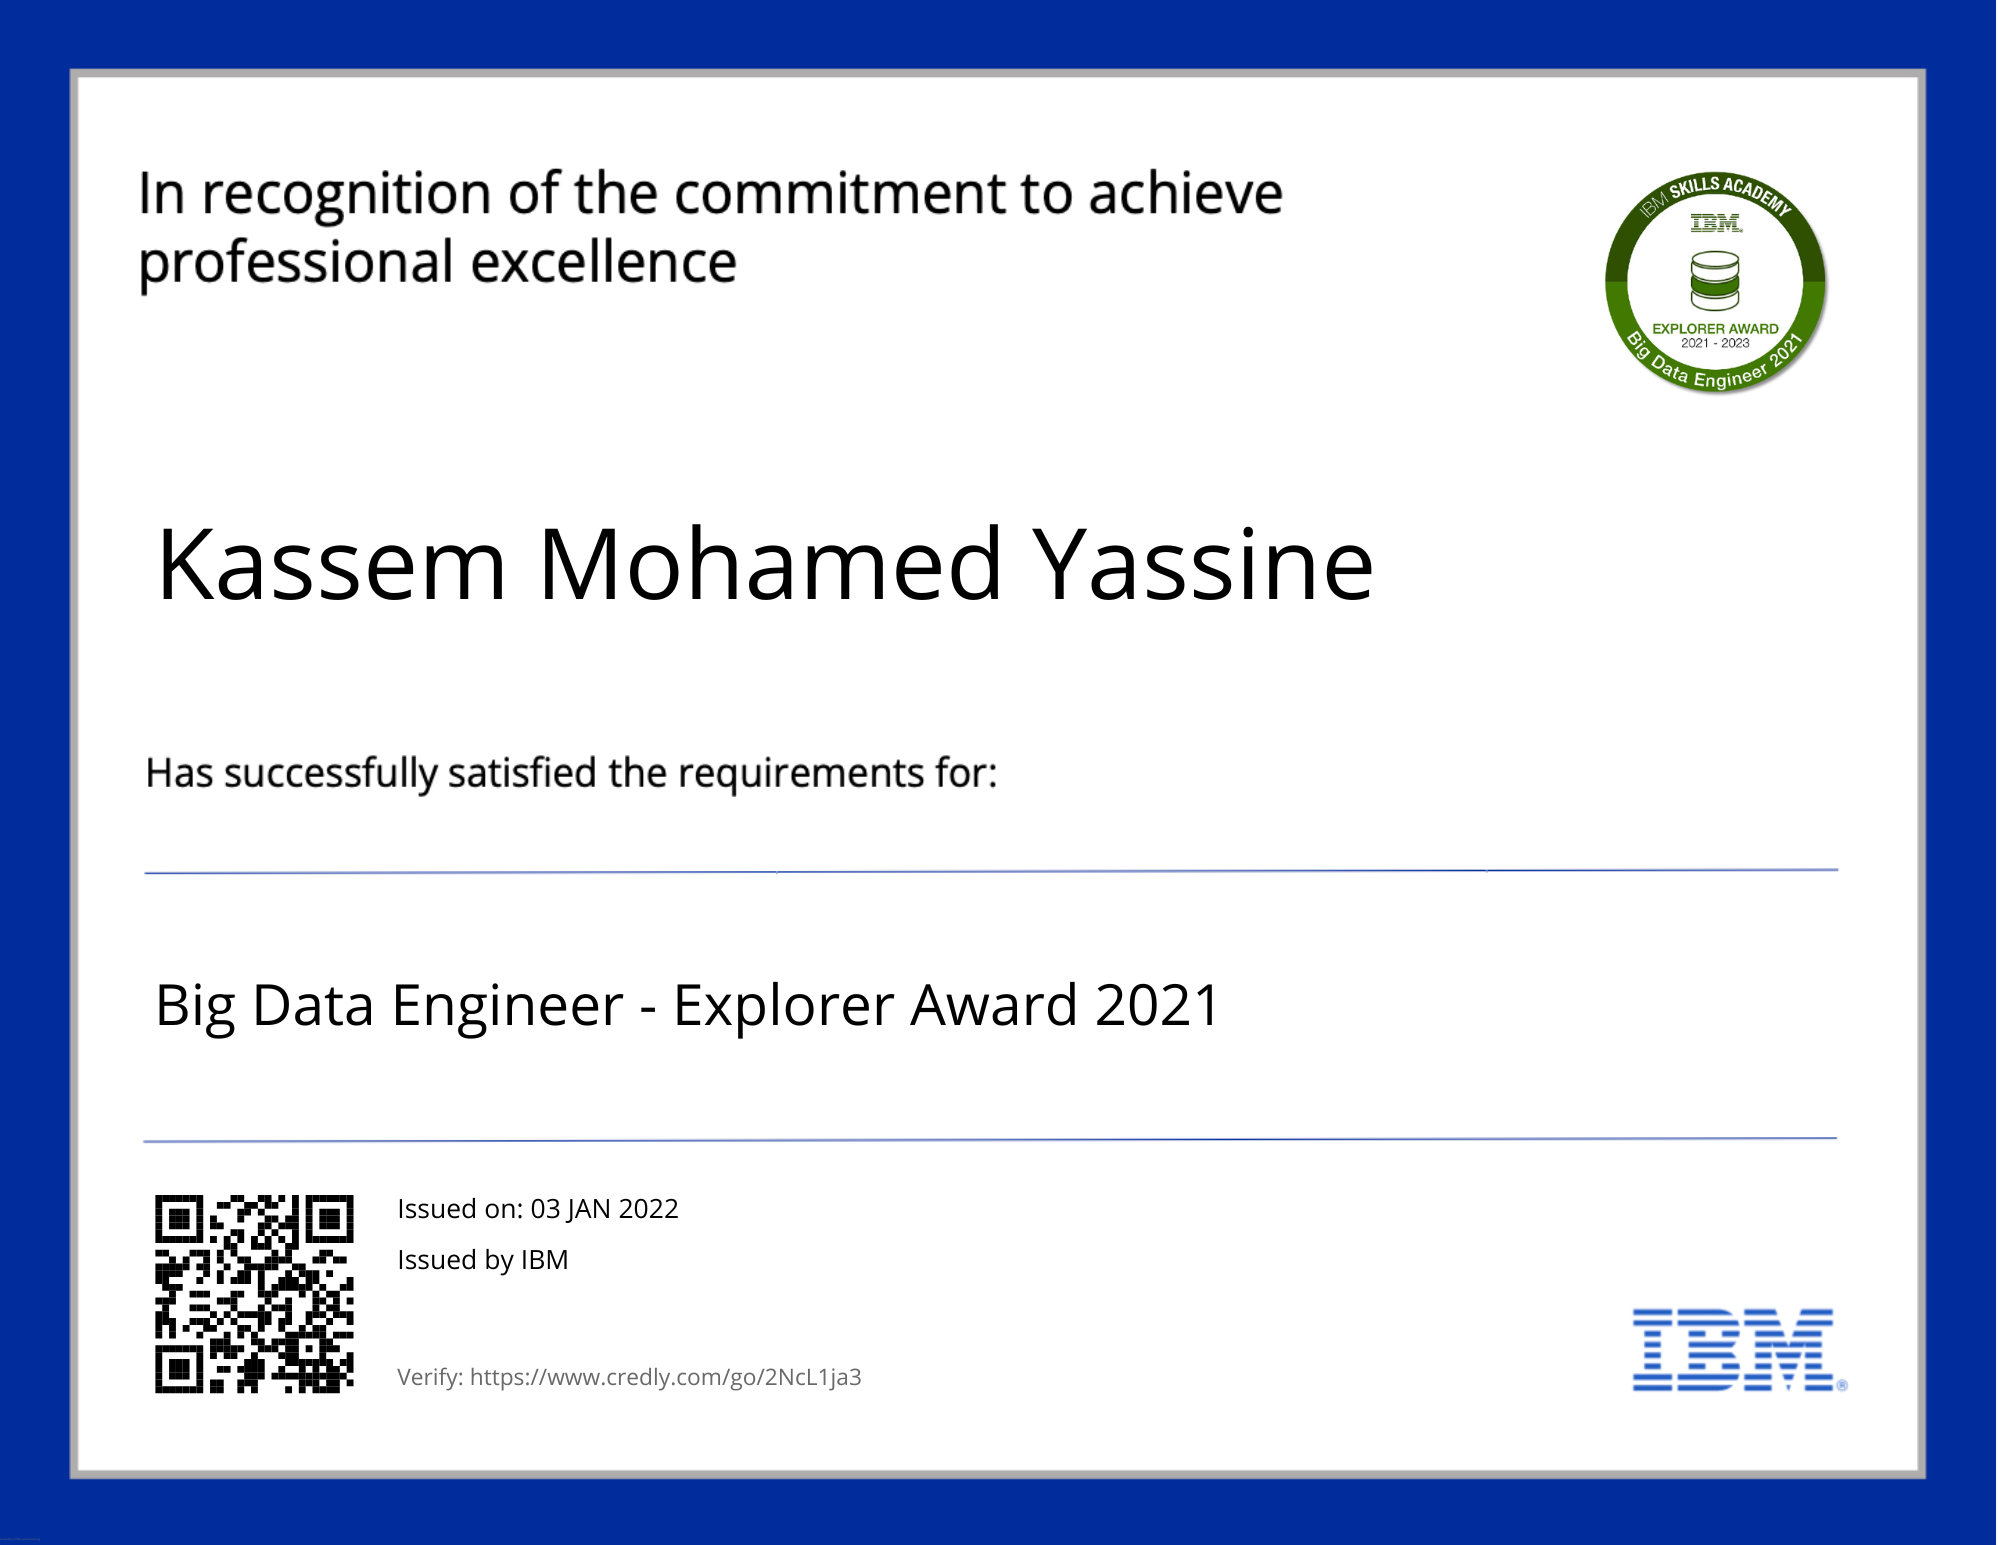 In recognition of the commitment to achieve
professional excellence
IBM SKILLS ACADEMY
IBM.
EXPLORER AWARD
2021 - 2023
Big Data Engineer 2021
Kassem Mohamed Yassine
Has successfully satisfied the requirements for:
Big Data Engineer - Explorer Award 2021
Issued on: 03 JAN 2022
Issued by IBM
Verify: https://www.credly.com/go/2NcL1ja3
IBM®